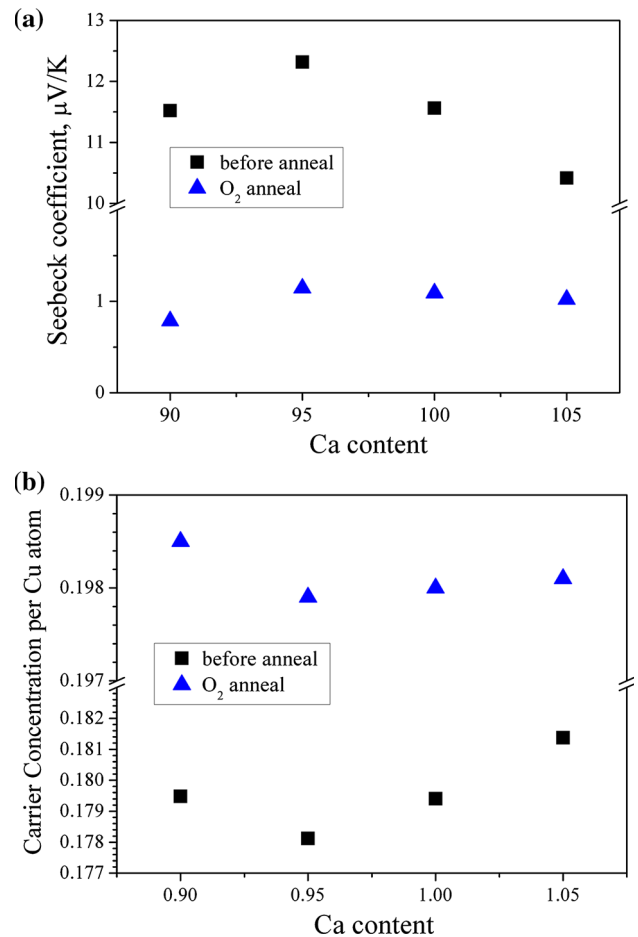 (a)
Seebeck coefficient, μV/K
13
12
11
10
1
0
before anneal
O2 anneal
90 95 100 105
Ca content
(b)
Carrier Concentration per Cu atom
0.199
0.198
0.197
0.182
0.181
0.180
0.179
0.178
0.177
before anneal
O2 anneal
0.90 0.95 1.00 1.05
Ca content